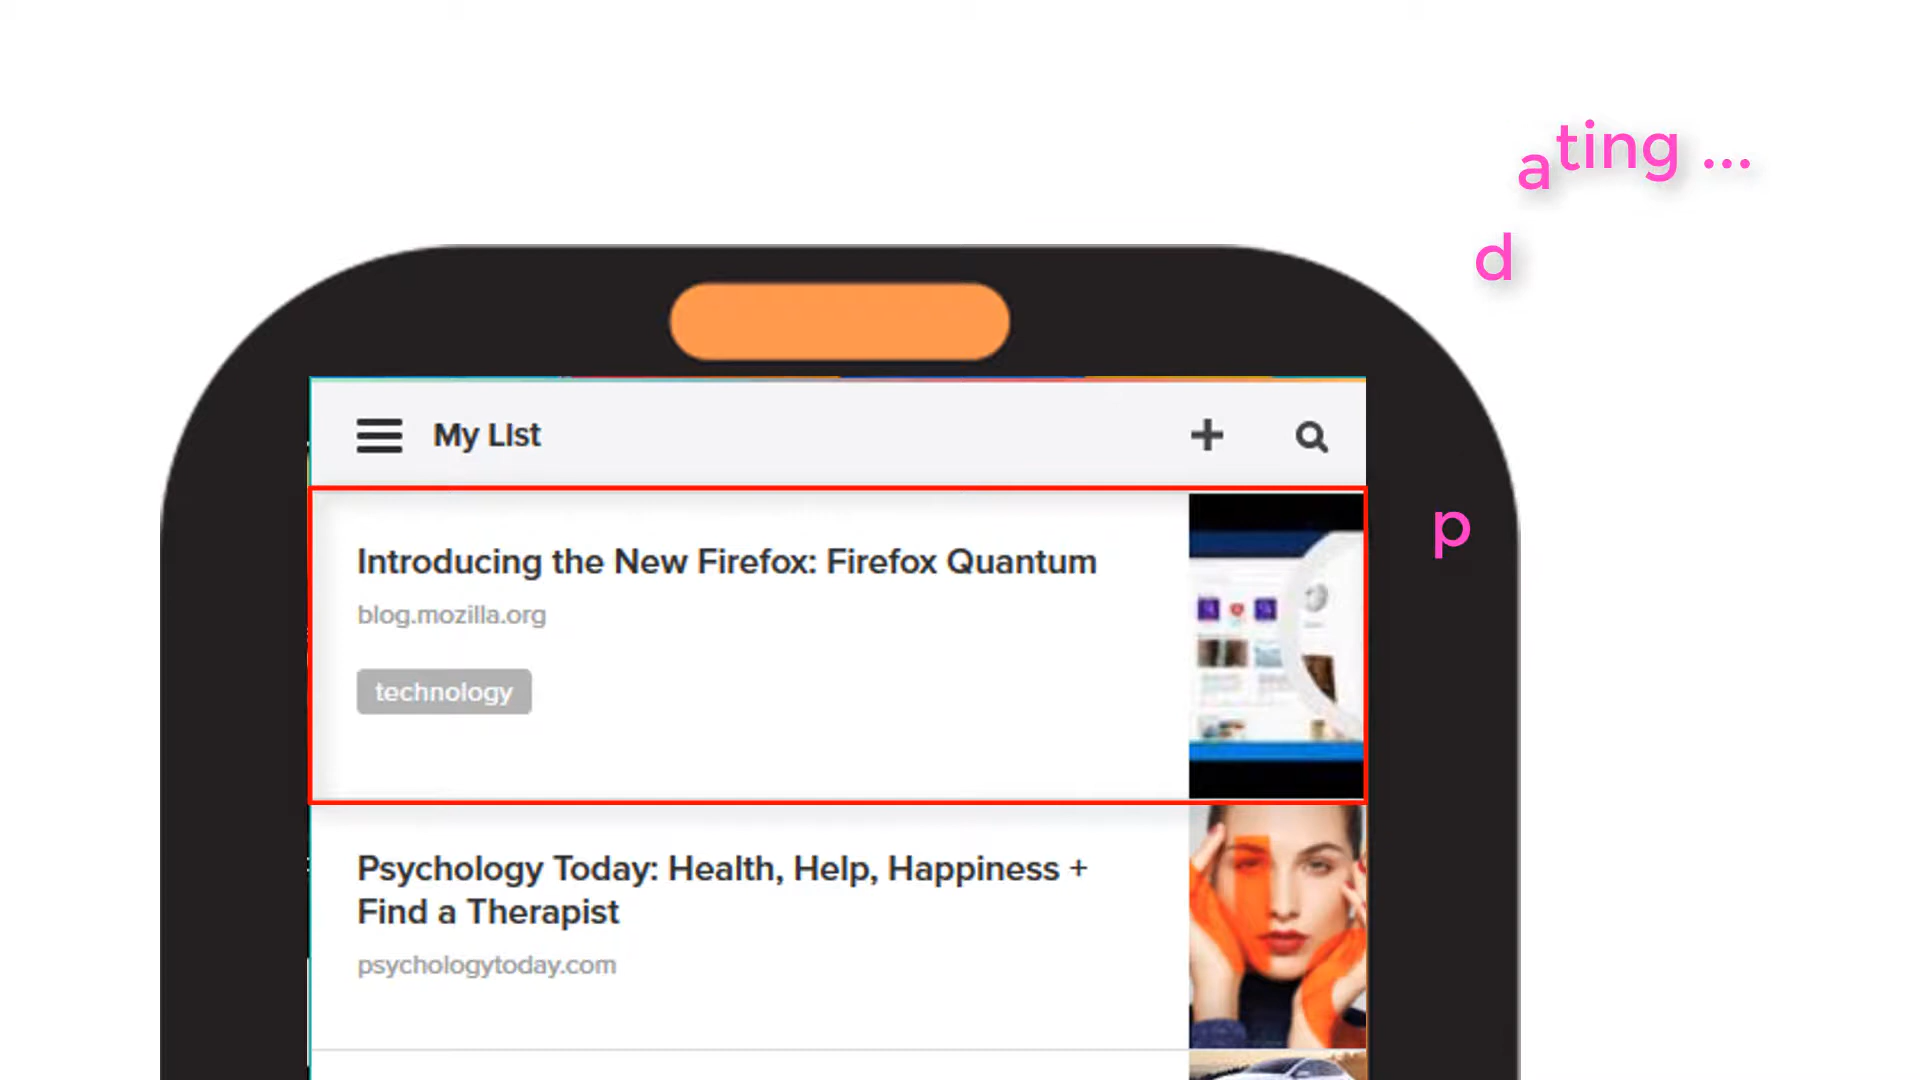 ating ...
d
p
My LIst
Introducing the New Firefox: Firefox Quantum
blog.mozilla.org
technology
Psychology Today: Health, Help, Happiness +
Find a Therapist
psychologytoday.com